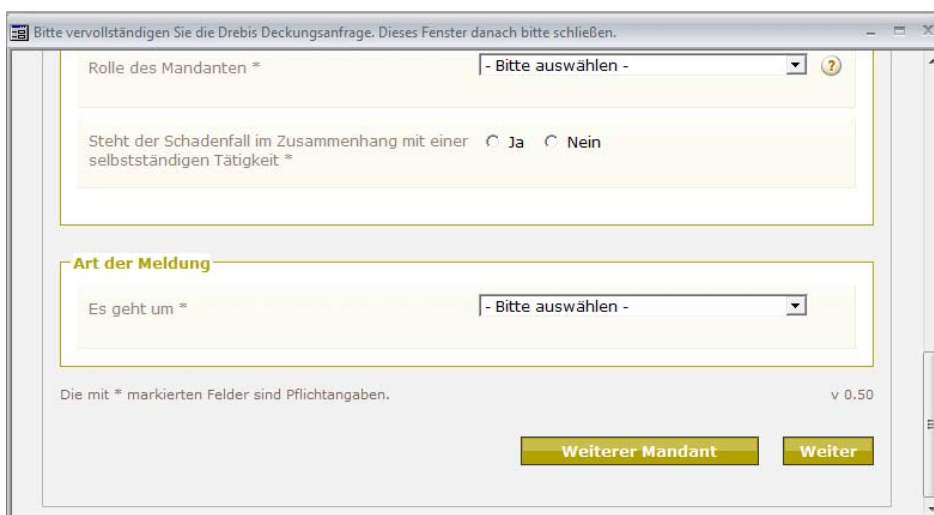 Bitte vervollständigen Sie die Drebis Deckungsanfrage. Dieses Fenster danach bitte schließen.
Rolle des Mandanten * - Bitte auswählen - ?
Steht der Schadenfall im Zusammenhang mit einer Ja Nein
selbstständigen Tätigkeit *
Art der Meldung
Es geht um * - Bitte auswählen -
Die mit * markierten Felder sind Pflichtangaben. v 0.50
Weiterer Mandant Weiter